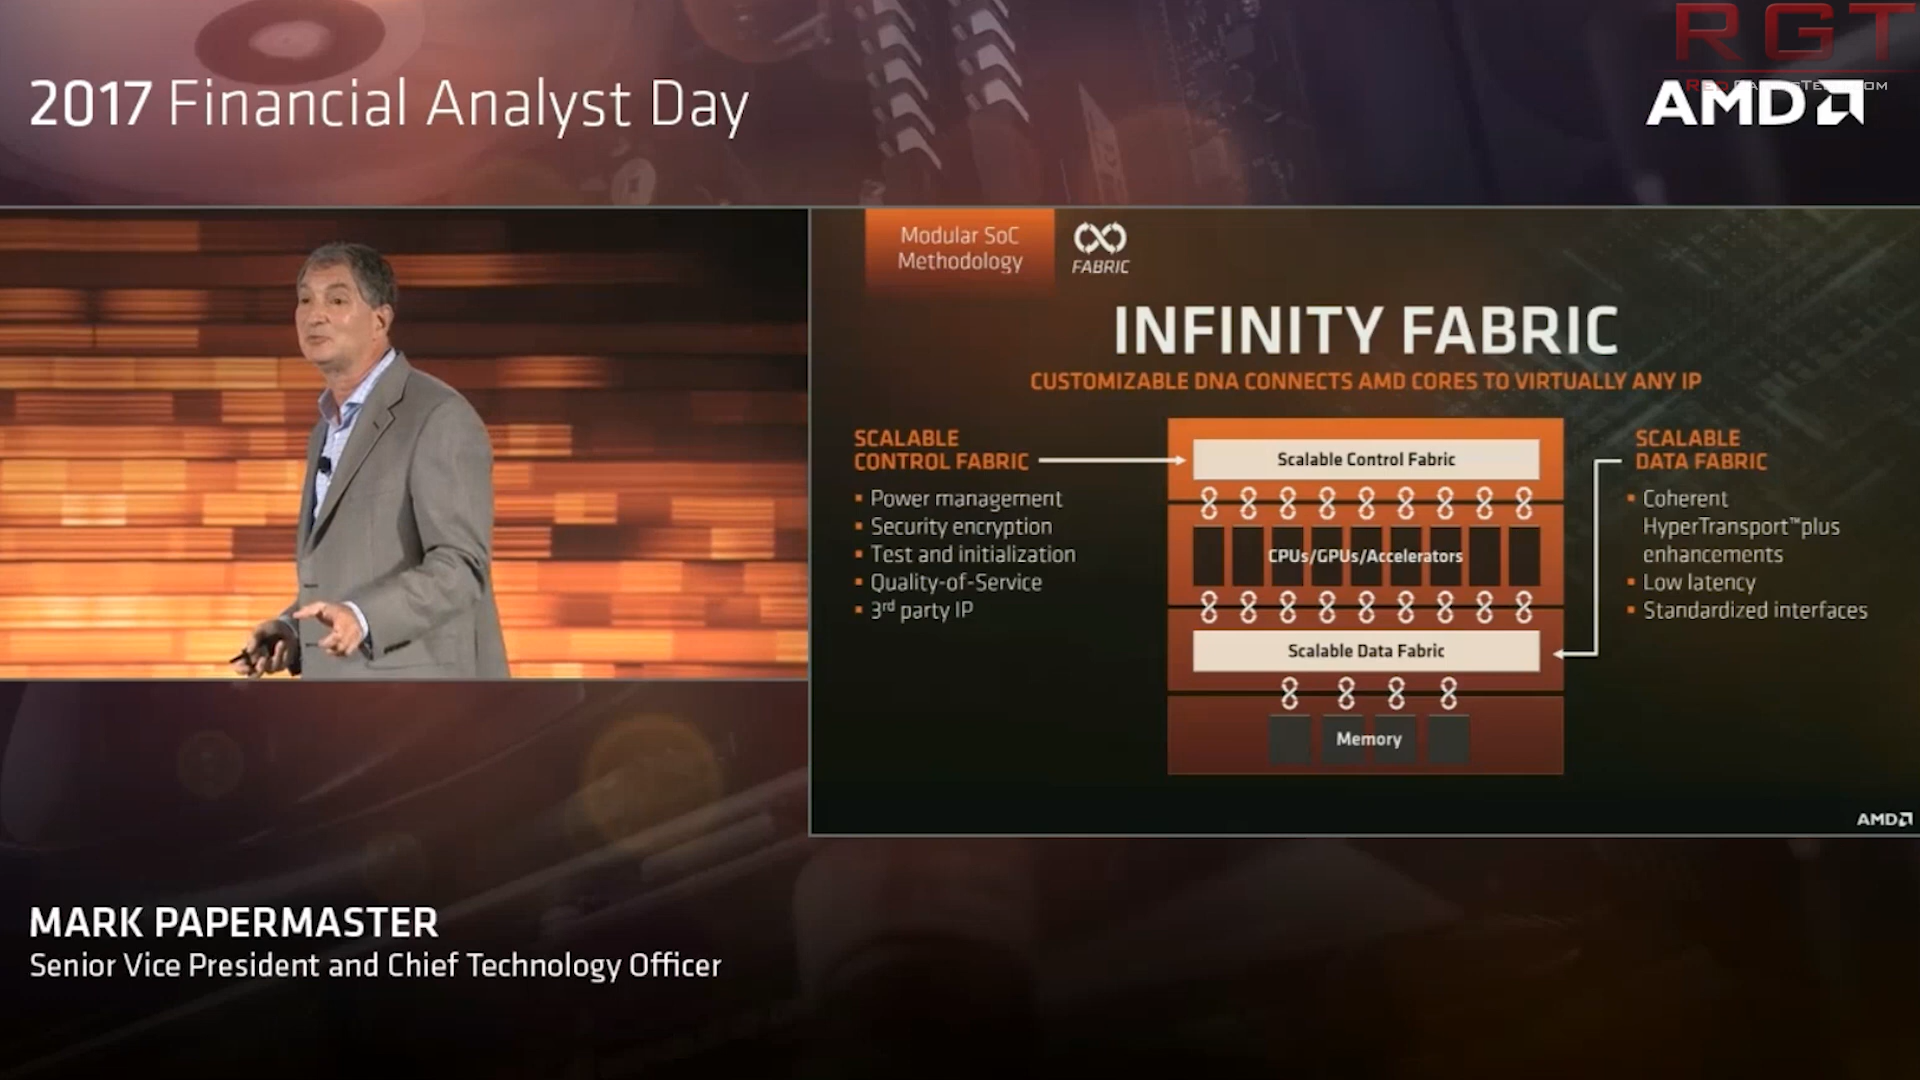 RGT
2017 Financial Analyst Day
AMD
Modular SoC
Methodology
FABRIC
INFINITY FABRIC
CUSTOMIZABLE DNA CONNECTS AMD CORES TO VIRTUALLY ANY IP
SCALABLE
CONTROL FABRIC
▪ Power management
▪ Security encryption
▪ Test and initialization
▪ Quality-of-Service
▪ 3rd party IP
Scalable Control Fabric
CPUs/GPUs/Accelerators
Scalable Data Fabric
Memory
SCALABLE
DATA FABRIC
▪ Coherent
HyperTransport™plus
enhancements
▪ Low latency
▪ Standardized interfaces
AMD
MARK PAPERMASTER
Senior Vice President and Chief Technology Officer